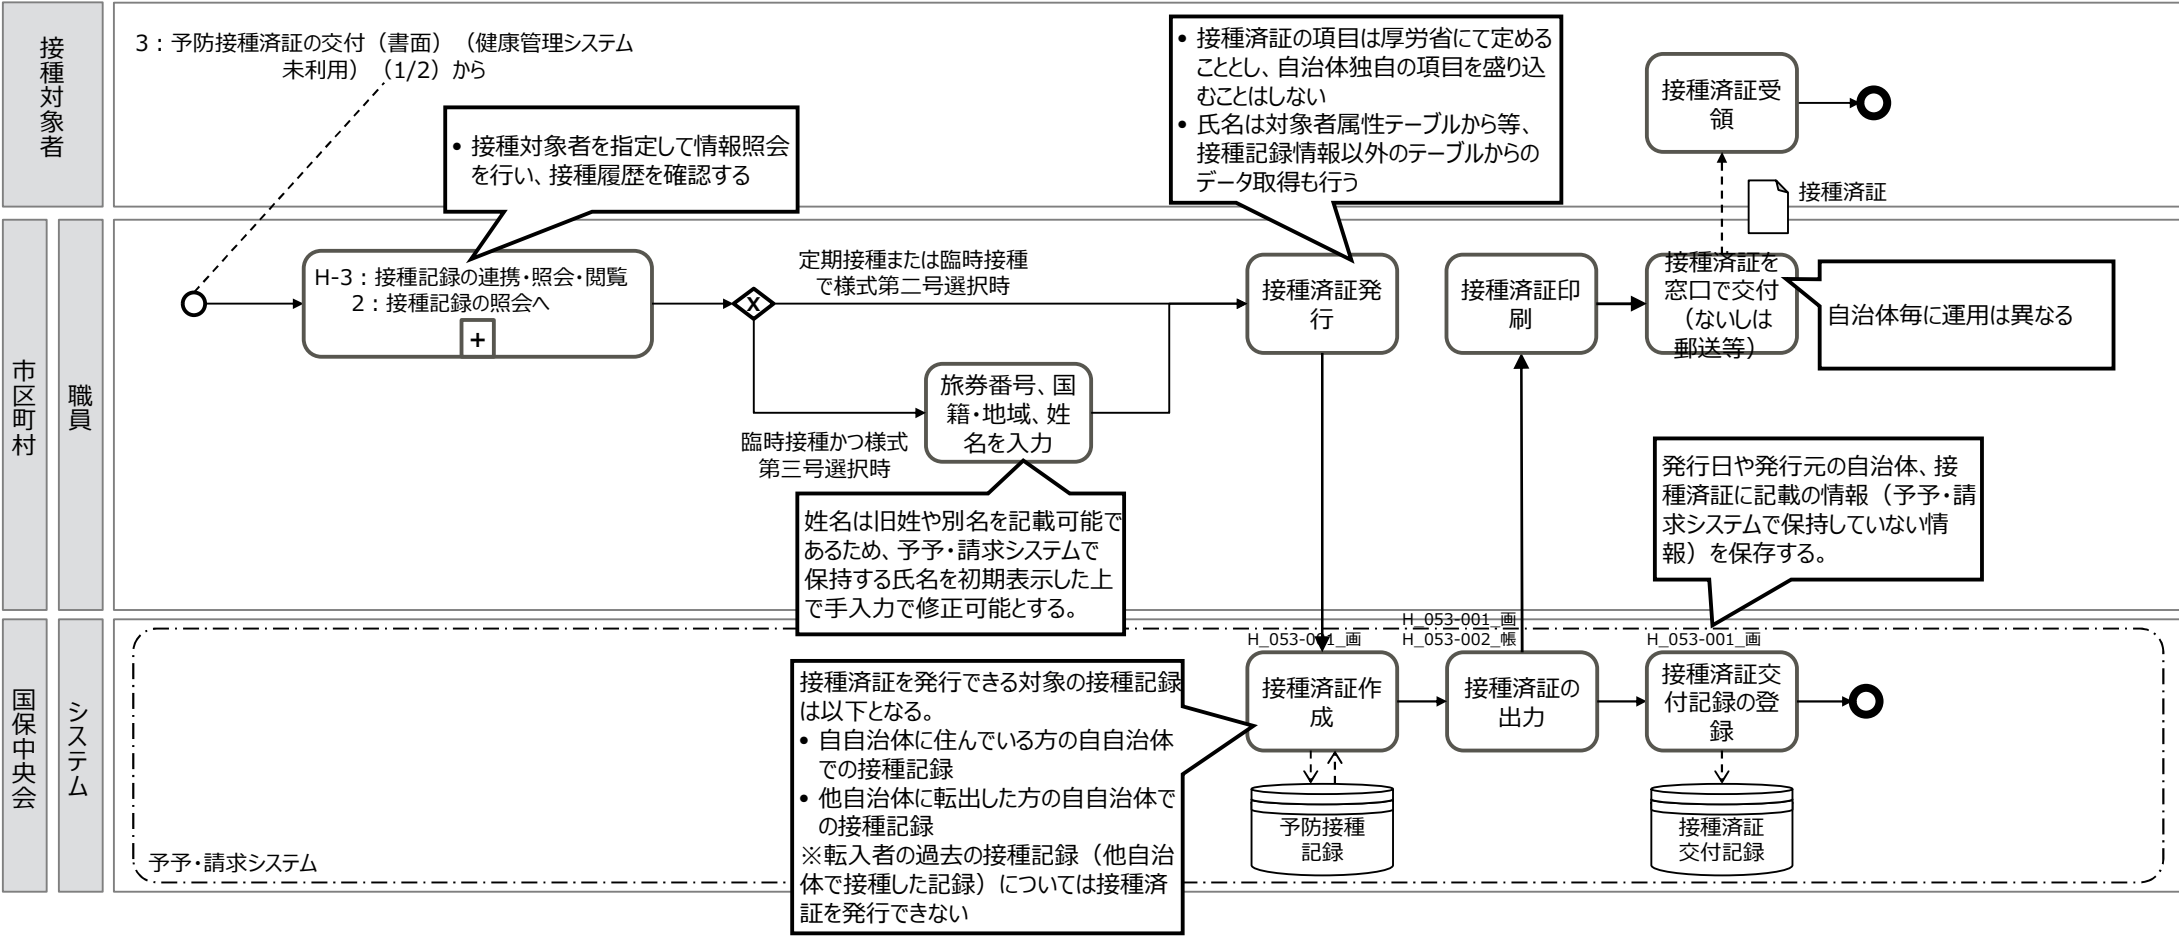 接種対象者
3：予防接種済証の交付（書面）（健康管理システム
未利用）（1/2）から
• 接種対象者を指定して情報照会
を行い、接種履歴を確認する
• 接種済証の項目は厚労省にて定める
こととし、自治体独自の項目を盛り込
むことはしない
• 氏名は対象者属性テーブルから等、
接種記録情報以外のテーブルからの
データ取得も行う
接種済証受
領
接種済証
市区町村
職員
H-3：接種記録の連携・照会・閲覧
2：接種記録の照会へ
+
X
定期接種または臨時接種
で様式第二号選択時
臨時接種かつ様式
第三号選択時
旅券番号、国
籍・地域、姓
名を入力
姓名は旧姓や別名を記載可能で
あるため、予予・請求システムで
保持する氏名を初期表示した上
で手入力で修正可能とする。
接種済証発
行
接種済証印
刷
接種済証を
窓口で交付
（ないしは
郵送等）
自治体毎に運用は異なる
発行日や発行元の自治体、接
種済証に記載の情報（予予・請
求システムで保持していない情
報）を保存する。
国保中央会
システム
予予・請求システム
接種済証を発行できる対象の接種記録
は以下となる。
• 自自治体に住んでいる方の自自治体
での接種記録
• 他自治体に転出した方の自自治体で
の接種記録
※転入者の過去の接種記録（他自治
体で接種した記録）については接種済
証を発行できない
H_053-001_画
接種済証作
成
予防接種
記録
H_053-001_画
H_053-002_帳
接種済証の
出力
H_053-001_画
接種済証交
付記録の登
録
接種済証
交付記録